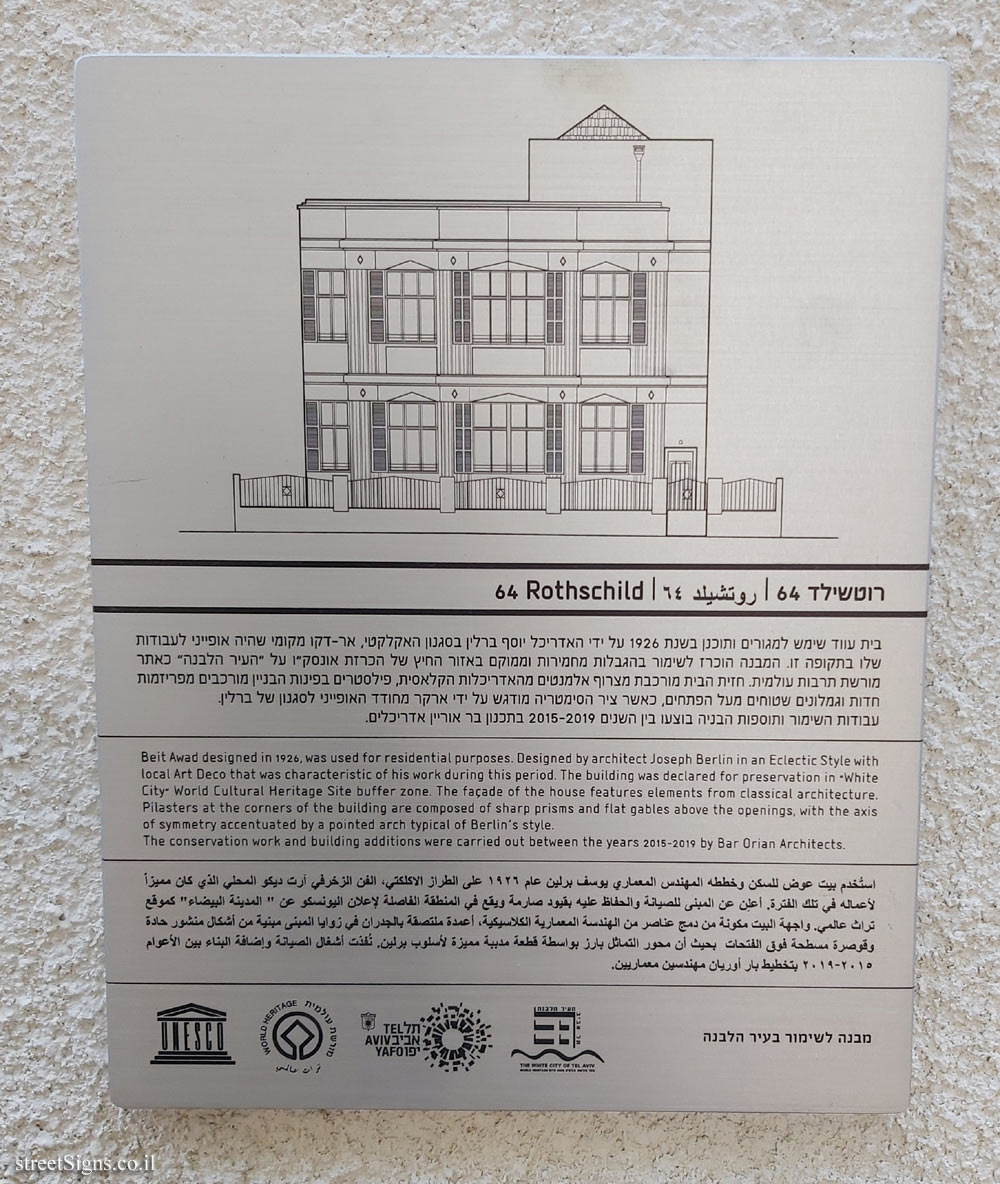 רוטשילד 64 | روتشيلد ٦٤ | 64 Rothschild
בית עווד שימש למגורים ותוכנן בשנת 1926 על ידי האדריכל יוסף ברלין בסגנון האקלקטי, אר-דקו מקומי שהיה אופייני לעבודות
שלו בתקופה זו. המבנה הוכרז לשימור בהגבלות מחמירות וממוקם באזור החיץ של הכרזת אונסק"ו על "העיר הלבנה" כאתר
מורשת תרבות עולמית. חזית הבית מורכבת מצרוף אלמנטים מהאדריכלות הקלאסית, פילסטרים בפינות הבניין מורכבים מפריזמות
חדות וגמלונים שטוחים מעל הפתחים, כאשר ציר הסימטריה מודגש על ידי ארקר מחודד האופייני לסגנון של ברלין.
עבודות השימור ותוספות הבניה בוצעו בין השנים 2015-2019 בתכנון בר אוריין אדריכלים.
Beit Awad designed in 1926, was used for residential purposes. Designed by architect Joseph Berlin in an Eclectic Style with
local Art Deco that was characteristic of his work during this period. The building was declared for preservation in "White
City" World Cultural Heritage Site buffer zone. The façade of the house features elements from classical architecture.
Pilasters at the corners of the building are composed of sharp prisms and flat gables above the openings, with the axis
of symmetry accentuated by a pointed arch typical of Berlin's style.
The conservation work and building additions were carried out between the years 2015-2019 by Bar Orian Architects.
استُخدم بيت عوض للسكن وخططه المهندس المعماري يوسف برلين عام ١٩٢٦ على الطراز الاكلكتي، الفن الزخرفي آرت ديكو المحلي الذي كان مميزاً
لأعماله في تلك الفترة. أعلن عن المبنى للصيانة والحفاظ عليه بقيود صارمة ويقع في المنطقة الفاصلة لإعلان اليونسكو عن " المدينة البيضاء" كموقع
تراث عالمي. واجهة البيت مكونة من دمج عناصر من الهندسة المعمارية الكلاسيكية، أعمدة ملتصقة بالجدران في زوايا المبنى مبنية من أشكال منشور حادة
وقوصرة مسطحة فوق الفتحات بحيث أن محور التماثل بارز بواسطة قطعة مدببة مميزة لأسلوب برلين. نُفذت أشغال الصيانة وإضافة البناء بين الأعوام
٢٠١٥-٢٠١٩ بتخطيط بار أوريان مهندسين معماريين.
מבנה לשימור בעיר הלבנה
העיר הלבנה
THE WHITE CITY OF TEL AVIV
TEL תל
AVIV אביב
YAFO יפו
WORLD HERITAGE מורשת עולמית
UNESCO
streetSigns.co.il